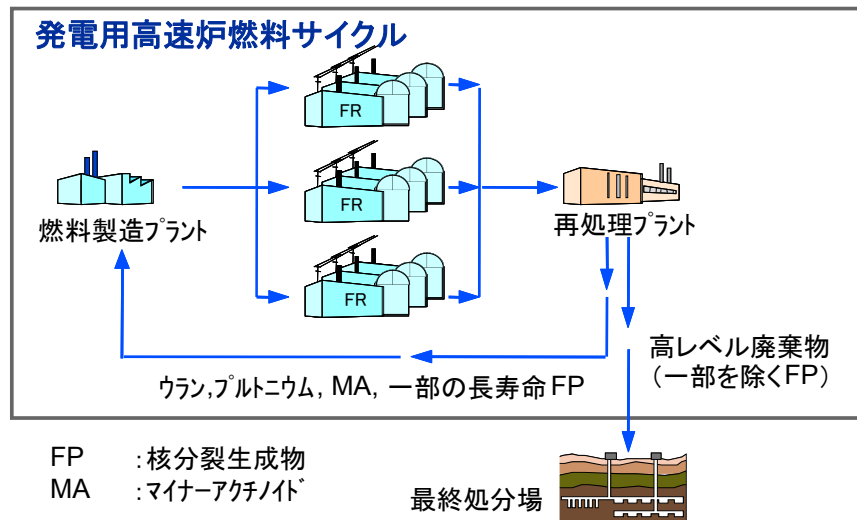 発電用高速炉燃料サイクル
FR
FR
FR
燃料製造プラント
再処理プラント
ウラン,プルトニウム, MA, 一部の長寿命FP
高レベル廃棄物
（一部を除くFP）
FP :核分裂生成物
MA :マイナーアクチノイド
最終処分場